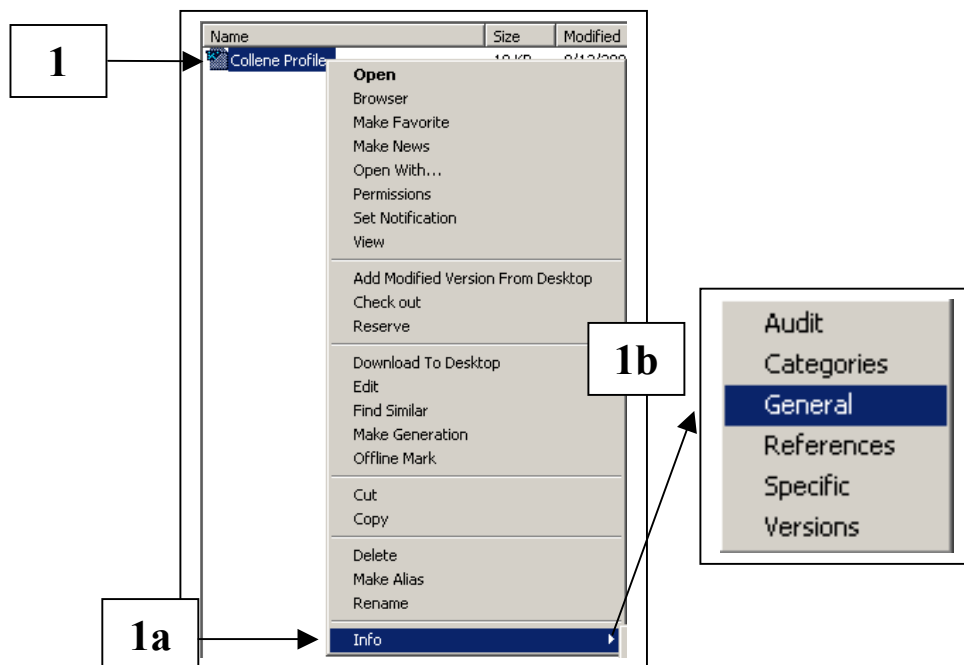 Name Size Modified
1
Collene Profile
Open
Browser
Make Favorite
Make News
Open With...
Permissions
Set Notification
View
Add Modified Version From Desktop
Check out
Reserve
Download To Desktop
Edit
Find Similar
Make Generation
Offline Mark
Cut
Copy
Delete
Make Alias
Rename
1a
Info
1b
Audit
Categories
General
References
Specific
Versions